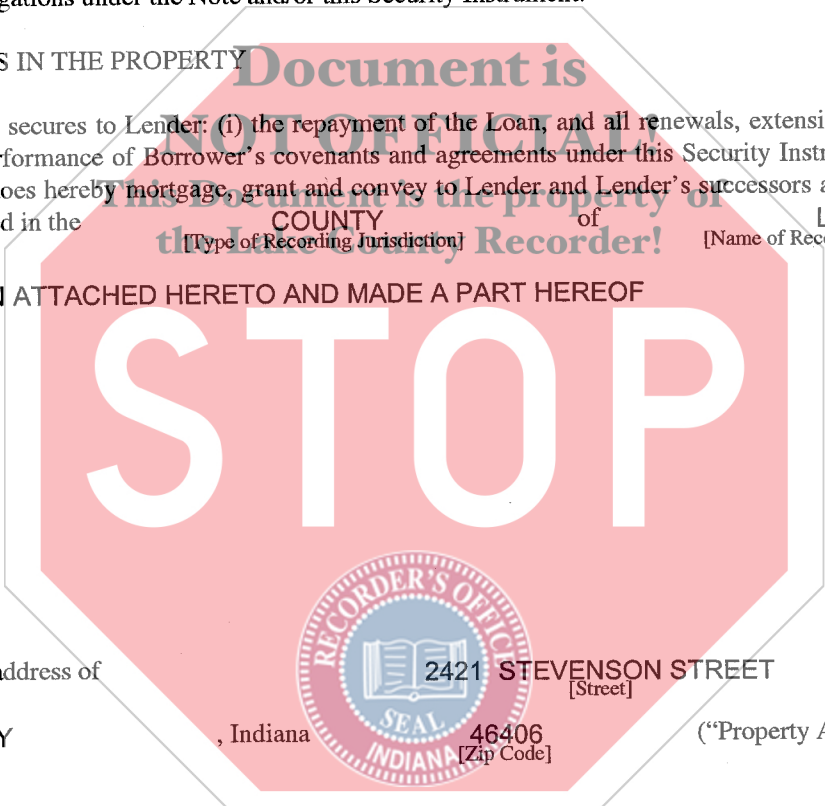 gations under the Note and/or this Security Instrument.
S IN THE PROPERTY
Document is
secures to Lender: (i) the repayment of the Loan, and all renewals, extensi
NOT OFFICIAL!
rformance of Borrower's covenants and agreements under this Security Instr
oes hereby mortgage, grant and convey to Lender and Lender's successors a
This Document is the property of
d in the COUNTY of L
the Lake County Recorder!
[Type of Recording Jurisdiction] [Name of Rec
ATTACHED HERETO AND MADE A PART HEREOF
STOP
RECORDER'S OFFICE
address of 2421 STEVENSON STREET
[Street]
SEAL
Y , Indiana 46406 ("Property A
INDIANA
[Zip Code]